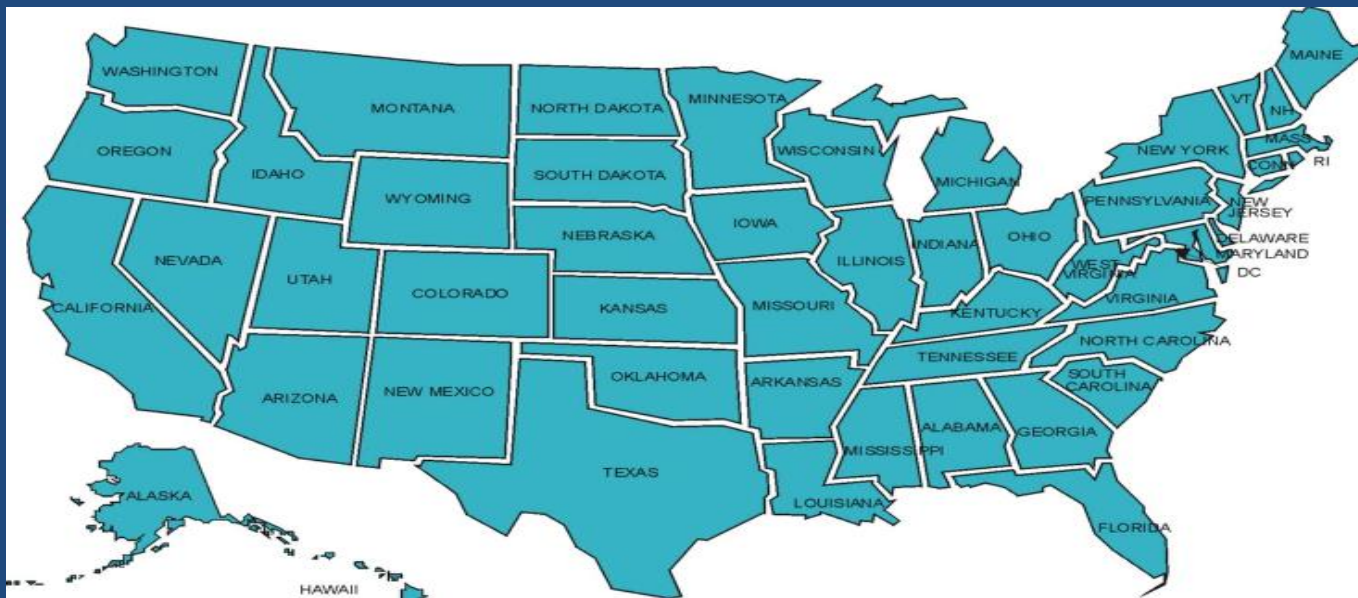 MAINE
WASHINGTON
VT
MONTANA
NORTH DAKOTA
MINNESOTA
NH
MASS
OREGON
WISCONSIN
NEW YORK
RI
CONN
IDAHO
SOUTH DAKOTA
MICHIGAN
WYOMING
PENNSYLVANIA
NEW
JERSEY
IOWA
NEBRASKA
OHIO
INDIANA
DELAWARE
NEVADA
ILLINOIS
MARYLAND
UTAH
WEST
VIRGINIA
DC
COLORADO
CALIFORNIA
KANSAS
MISSOURI
VIRGINIA
KENTUCKY
NORTH CAROLINA
TENNESSEE
OKLAHOMA
ARKANSAS
SOUTH
CAROLINA
ARIZONA
NEW MEXICO
ALABAMA
GEORGIA
MISSISSIPPI
TEXAS
ALASKA
LOUISIANA
FLORIDA
HAWAII